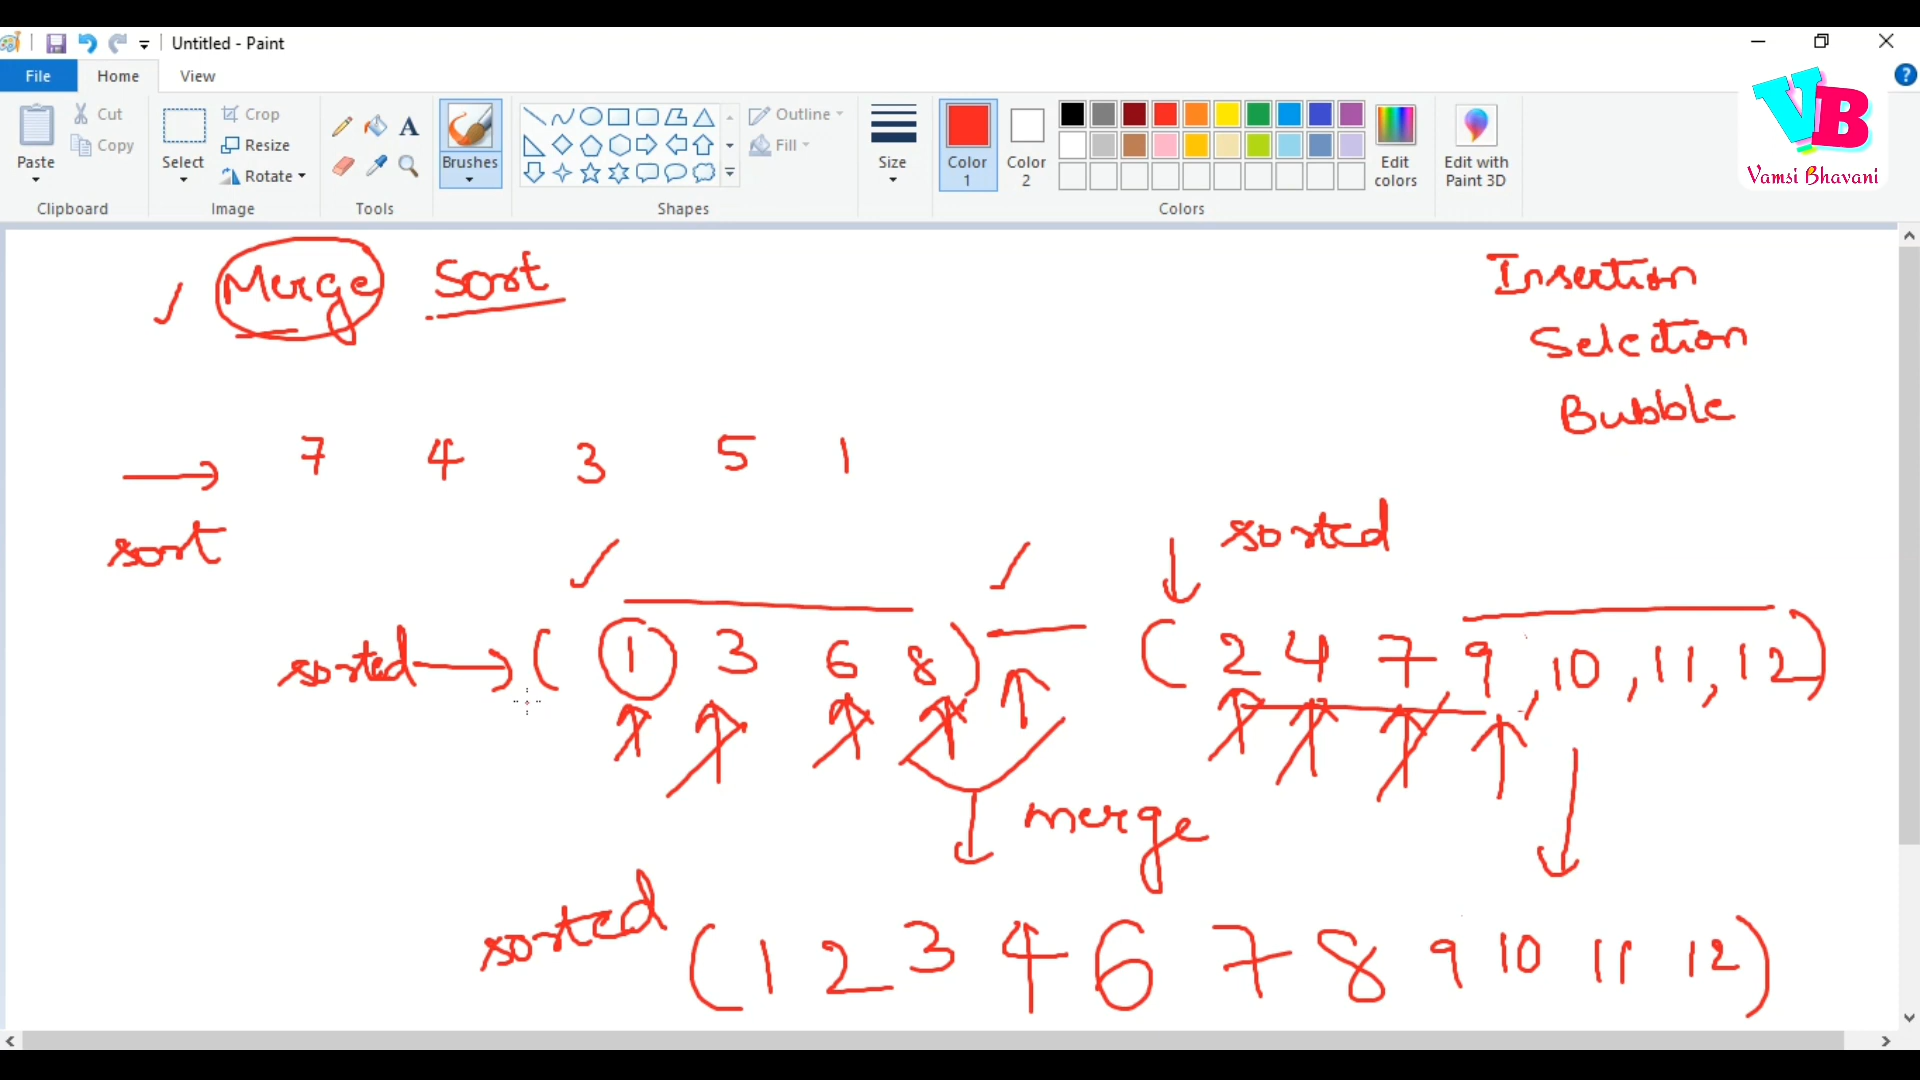 Untitled - Paint
File Home View
Cut
Copy
Paste
Clipboard
Select
Crop
Resize
Rotate
Image
A
Tools
Brushes
Outline
Fill
Shapes
Size
Color 1
Color 2
Edit colors
Edit with Paint 3D
Colors
?
VB
Vamsi Bhavani
Merge Sort
Insertion
Selection
Bubble
7 4 3 5 1
sort
sorted
sorted ( 1 3 6 8 ) ( 2 4 7 9 , 10 , 11 , 12 )
merge
sorted ( 1 2 3 4 6 7 8 9 10 11 12 )